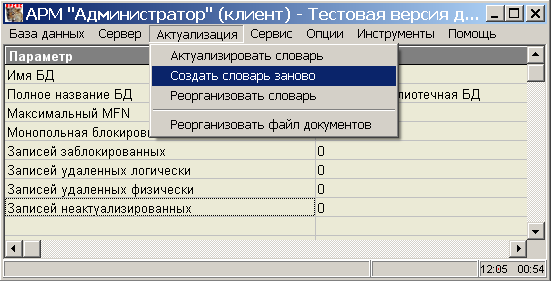 АРМ "Администратор" (клиент) - Тестовая версия д...
База данных Сервер Актуализация Сервис Опции Инструменты Помощь
Параметр
Актуализировать словарь
Имя БД
Создать словарь заново
Полное название БД
Реорганизовать словарь
лиотечная БД
Максимальный MFN
Монопольная блокиров
Реорганизовать файл документов
Записей заблокированных 0
Записей удаленных логически 0
Записей удаленных физически 0
Записей неактуализированных 0
12:05 00:54